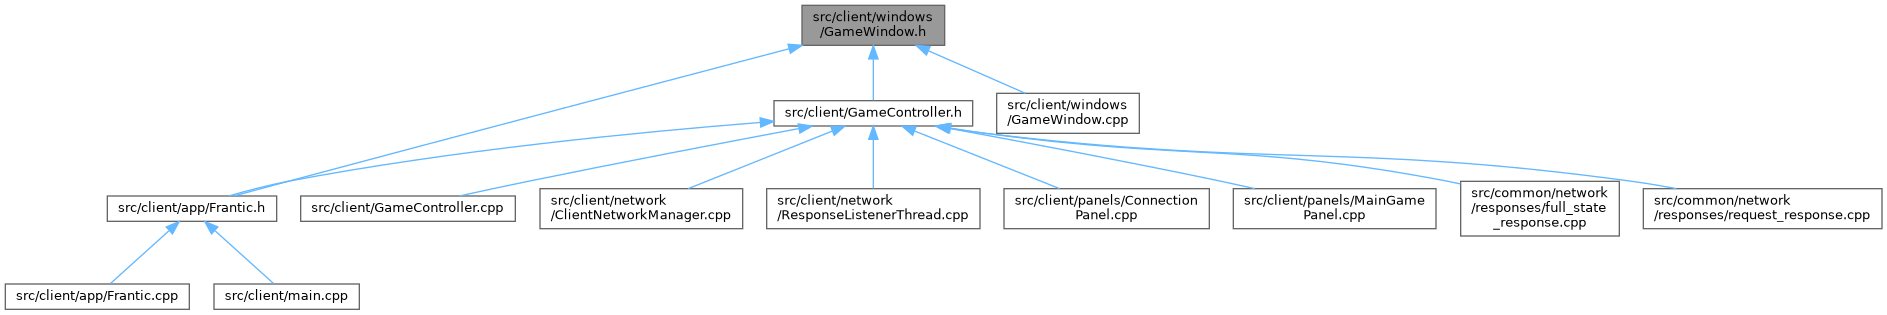 src/client/windows
/GameWindow.h
src/client/GameController.h
src/client/windows
/GameWindow.cpp
src/client/app/Frantic.h
src/client/GameController.cpp
src/client/network
/ClientNetworkManager.cpp
src/client/network
/ResponseListenerThread.cpp
src/client/panels/Connection
Panel.cpp
src/client/panels/MainGame
Panel.cpp
src/common/network
/responses/full_state
_response.cpp
src/common/network
/responses/request_response.cpp
src/client/app/Frantic.cpp
src/client/main.cpp